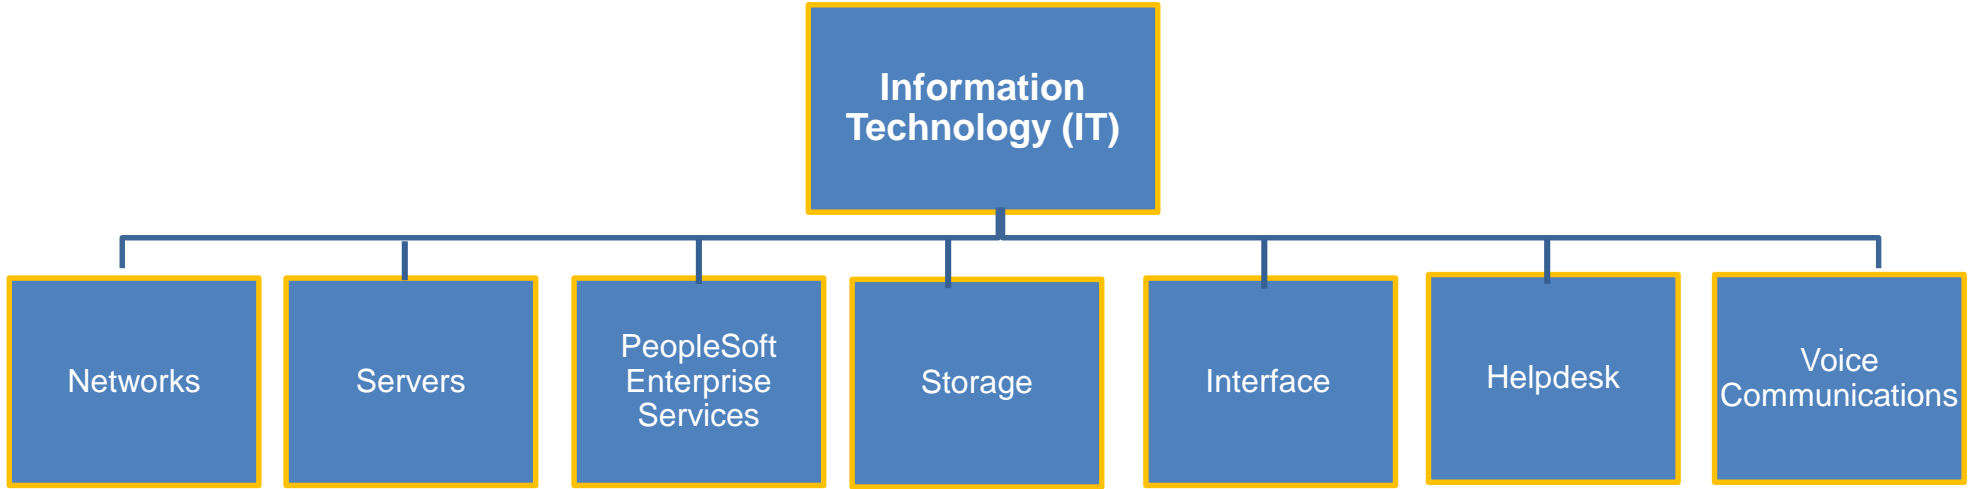 Information
Technology (IT)
Networks
Servers
PeopleSoft
Enterprise
Services
Storage
Interface
Helpdesk
Voice
Communications